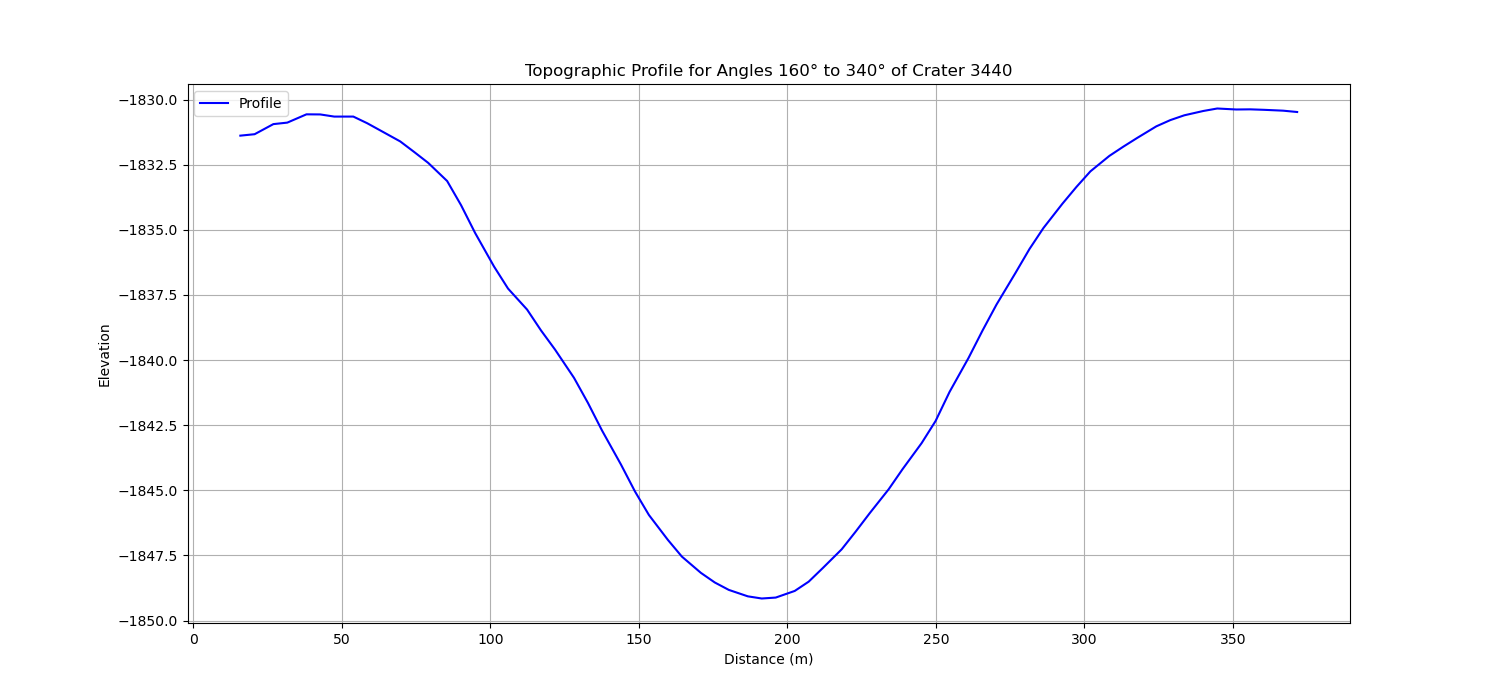 Topographic Profile for Angles 160° to 340° of Crater 3440
Profile
−1830.0
−1832.5
−1835.0
−1837.5
−1840.0
−1842.5
−1845.0
−1847.5
−1850.0
Elevation
0 50 100 150 200 250 300 350
Distance (m)